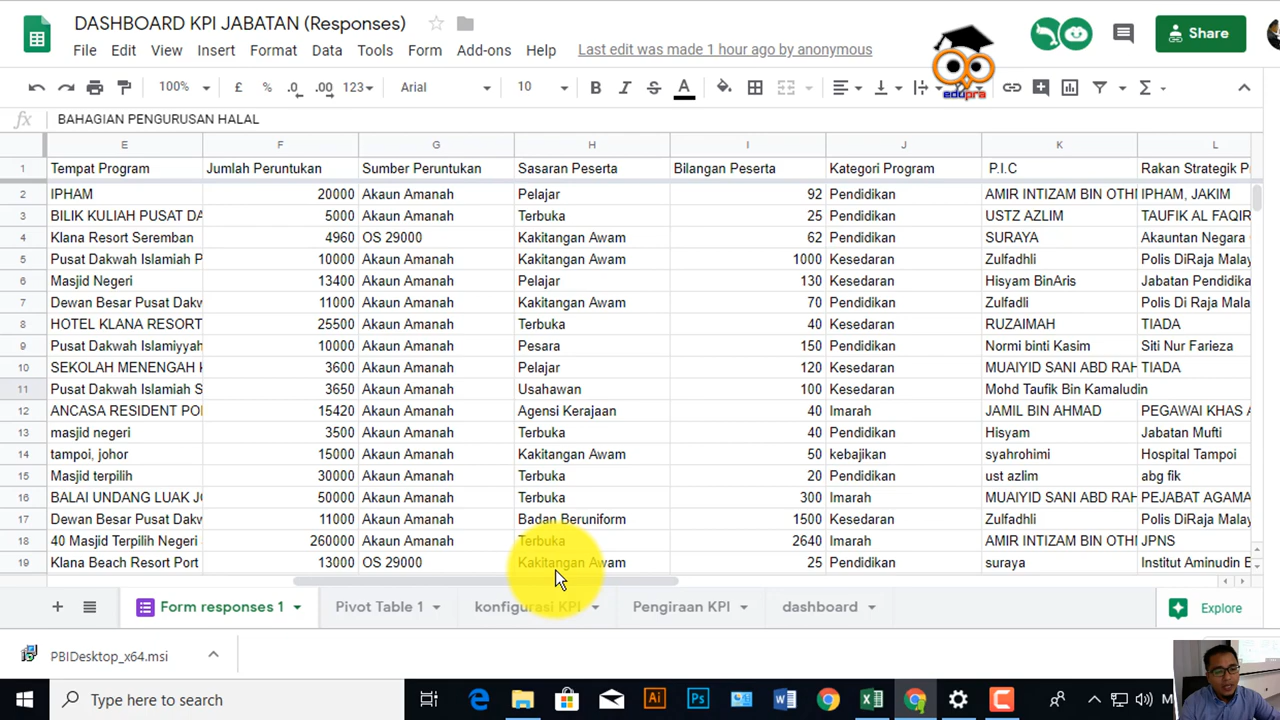 DASHBOARD KPI JABATAN (Responses)
File Edit View Insert Format Data Tools Form Add-ons Help Last edit was made 1 hour ago by anonymous
Share
edupra
100% £ % .0 .00 123 Arial 10 B I S A
fx BAHAGIAN PENGURUSAN HALAL
E F G H I J K L
1 Tempat Program Jumlah Peruntukan Sumber Peruntukan Sasaran Peserta Bilangan Peserta Kategori Program P.I.C Rakan Strategik
2 IPHAM 20000 Akaun Amanah Pelajar 92 Pendidikan AMIR INTIZAM BIN OTH IPHAM, JAKIM
3 BILIK KULIAH PUSAT DA 5000 Akaun Amanah Terbuka 25 Pendidikan USTZ AZLIM TAUFIK AL FAQIR
4 Klana Resort Seremban 4960 OS 29000 Kakitangan Awam 62 Pendidikan SURAYA Akauntan Negara
5 Pusat Dakwah Islamiah P 10000 Akaun Amanah Kakitangan Awam 1000 Kesedaran Zulfadhli Polis DiRaja Malay
6 Masjid Negeri 13400 Akaun Amanah Pelajar 130 Kesedaran Hisyam BinAris Jabatan Pendidika
7 Dewan Besar Pusat Dakw 11000 Akaun Amanah Kakitangan Awam 70 Kesedaran Zulfadli Polis Di Raja Mala
8 HOTEL KLANA RESORT 25500 Akaun Amanah Terbuka 40 Kesedaran RUZAIMAH TIADA
9 Pusat Dakwah Islamiyyah 10000 Akaun Amanah Pesara 150 Kesedaran Normi binti Kasim Siti Nur Farieza
10 SEKOLAH MENENGAH 3600 Akaun Amanah Pelajar 120 Kesedaran MUAIYID SANI ABD RAH TIADA
11 Pusat Dakwah Islamiah S 3650 Akaun Amanah Usahawan 100 Kesedaran Mohd Taufik Bin Kamaludin
12 ANCASA RESIDENT PO 15420 Akaun Amanah Agensi Kerajaan 40 Imarah JAMIL BIN AHMAD PEGAWAI KHAS
13 masjid negeri 3500 Akaun Amanah Terbuka 40 Pendidikan Hisyam Jabatan Mufti
14 tampoi, johor 15000 Akaun Amanah Kakitangan Awam 50 kebajikan syahrohimi Hospital Tampoi
15 Masjid terpilih 30000 Akaun Amanah Terbuka 20 Pendidikan ust azlim abg fik
16 BALAI UNDANG LUAK 50000 Akaun Amanah Terbuka 300 Imarah MUAIYID SANI ABD RAH PEJABAT AGAMA
17 Dewan Besar Pusat Dakw 11000 Akaun Amanah Badan Beruniform 1500 Kesedaran Zulfadhli Polis DiRaja Malay
18 40 Masjid Terpilih Negeri 260000 Akaun Amanah Terbuka 2640 Imarah AMIR INTIZAM BIN OTH JPNS
19 Klana Beach Resort Port 13000 OS 29000 Kakitangan Awam 25 Pendidikan suraya Institut Aminudin
Form responses 1 Pivot Table 1 konfigurasi KPI Pengiraan KPI dashboard Explore
PBIDesktop_x64.msi
Type here to search